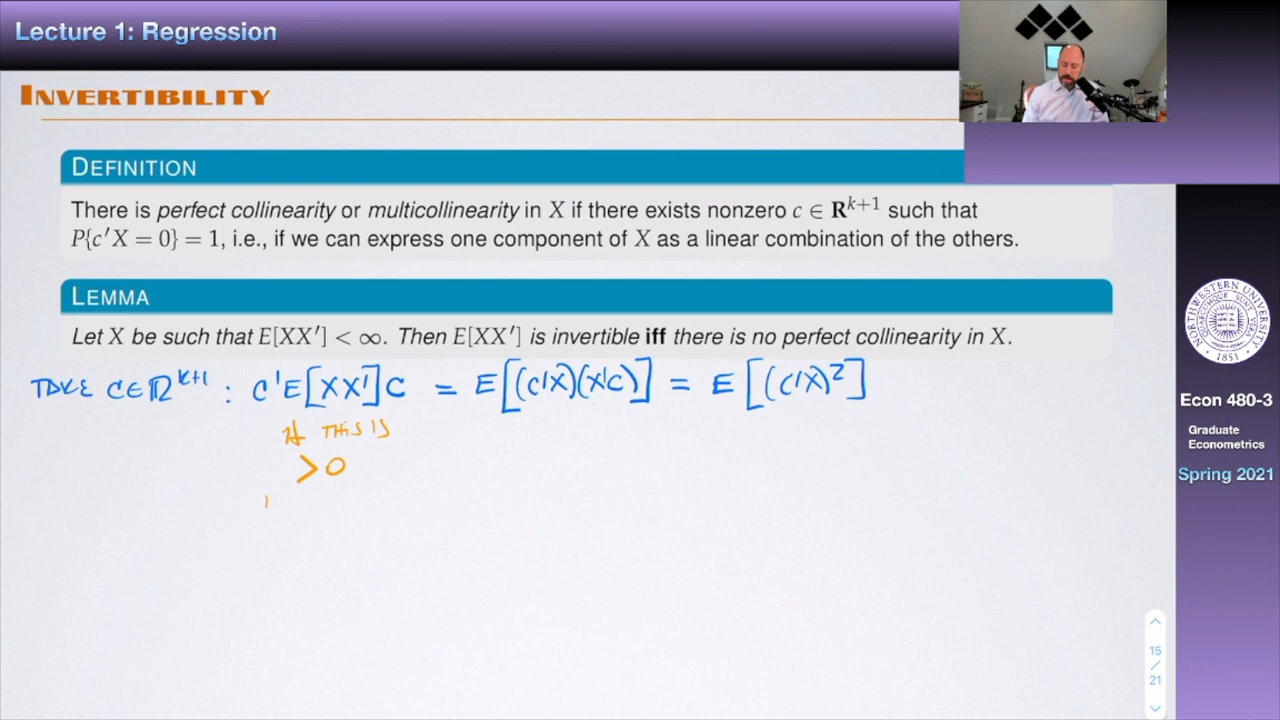 Lecture 1: Regression
INVERTIBILITY
DEFINITION
There is perfect collinearity or multicollinearity in X if there exists nonzero c ∈ R^{k+1} such that
P{c′X = 0} = 1, i.e., if we can express one component of X as a linear combination of the others.
LEMMA
Let X be such that E[XX′] < ∞. Then E[XX′] is invertible iff there is no perfect collinearity in X.
TAKE C∈ℝ^{k+1} : C'E[XX']C = E[(C'X)(X'C)] = E[(C'X)²]
If THIS IS
>0
NORTHWESTERN UNIVERSITY
1851
Econ 480-3
Graduate
Econometrics
Spring 2021
15
/
21